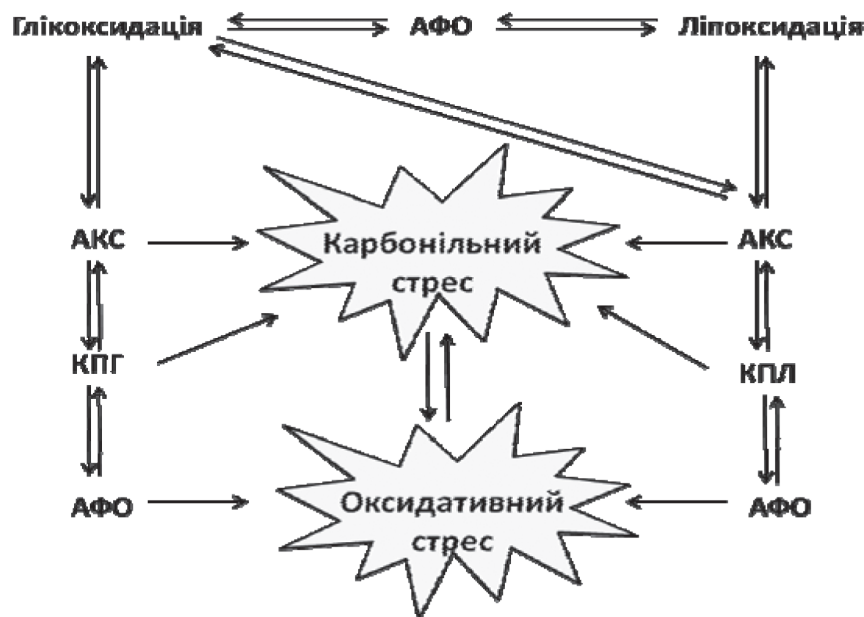 Глікоксидація
АФО
Ліпоксидація
АКС
Карбонільний
стрес
АКС
КПГ
КПЛ
АФО
Оксидативний
стрес
АФО